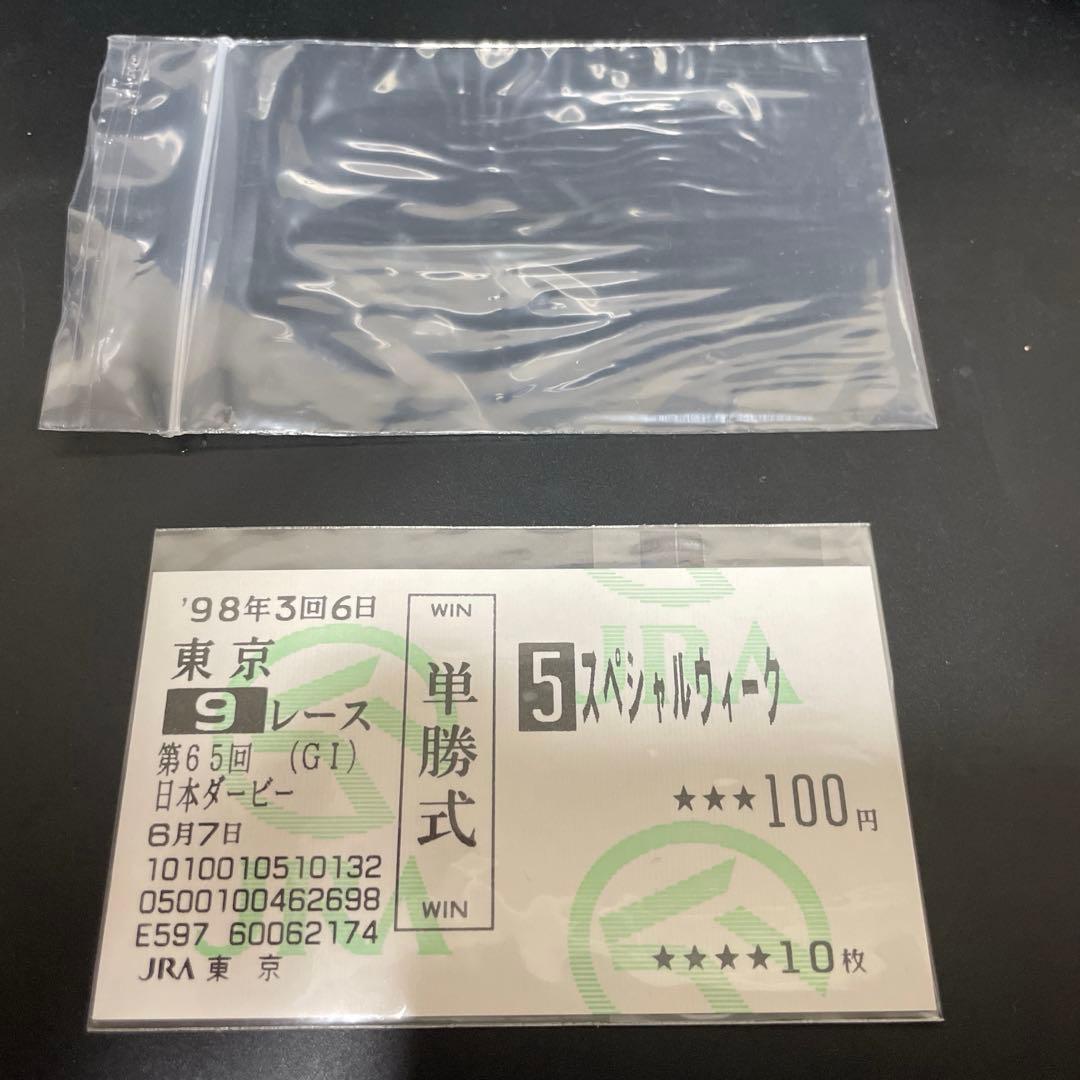 '98年3回6日
東京
9レース
第65回 (GI)
日本ダービー
6月7日
1010010510132
0500100462698
E597 60062174
JRA 東京
WIN
単勝式
WIN
5スペシャルウィーク
★★★100円
★★★★10枚
JRA
JRA